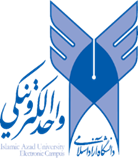 واحد الکترونیکی
دانشگاه آزاد اسلامی
Islamic Azad University
Electronic Campus